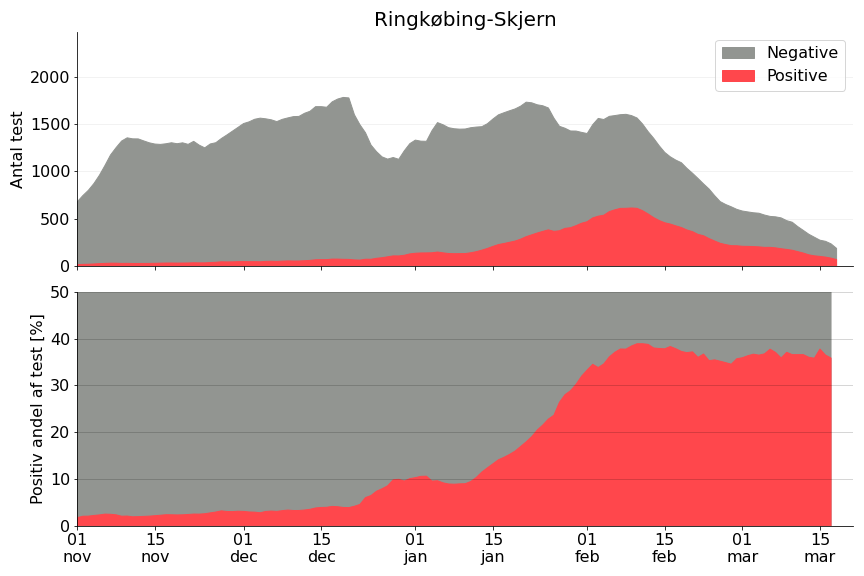 Ringkøbing-Skjern
Negative
Positive
Antal test
2000
1500
1000
500
0
Positiv andel af test [%]
50
40
30
20
10
0
01 15 01 15 01 15 01 15 01 15
nov nov dec dec jan jan feb feb mar mar